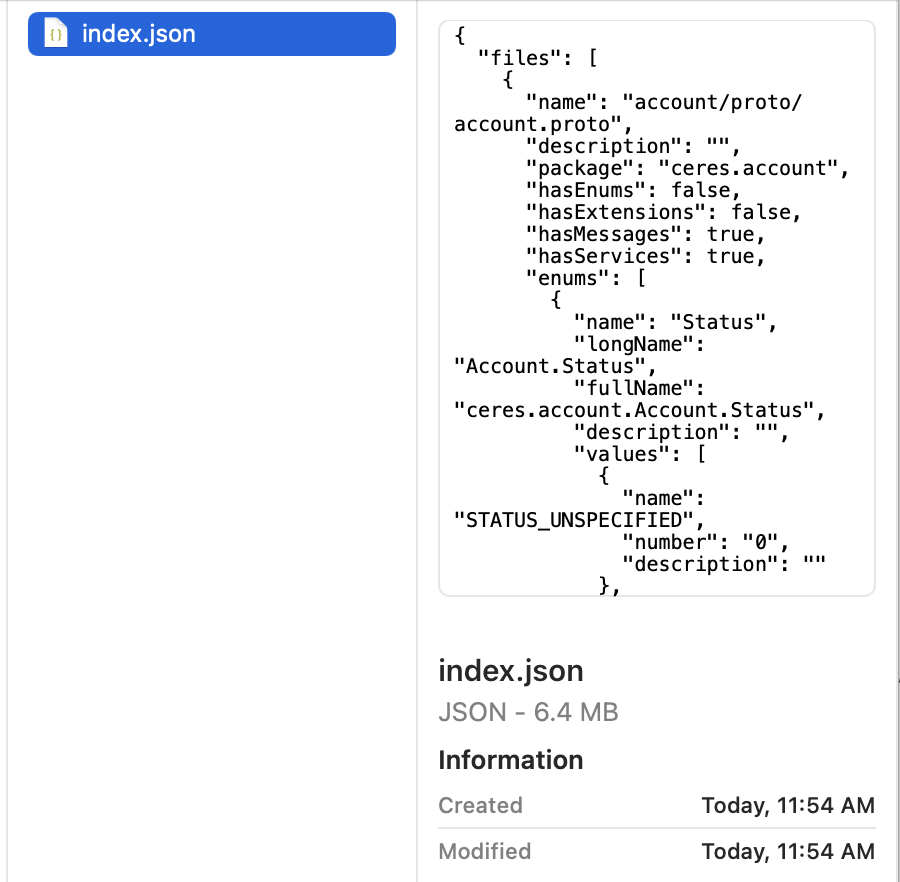 index.json
{
  "files": [
    {
      "name": "account/proto/
account.proto",
      "description": "",
      "package": "ceres.account",
      "hasEnums": false,
      "hasExtensions": false,
      "hasMessages": true,
      "hasServices": true,
      "enums": [
        {
          "name": "Status",
          "longName":
"Account.Status",
          "fullName":
"ceres.account.Account.Status",
          "description": "",
          "values": [
            {
              "name":
"STATUS_UNSPECIFIED",
              "number": "0",
              "description": ""
            },
index.json
JSON - 6.4 MB
Information
Created Today, 11:54 AM
Modified Today, 11:54 AM